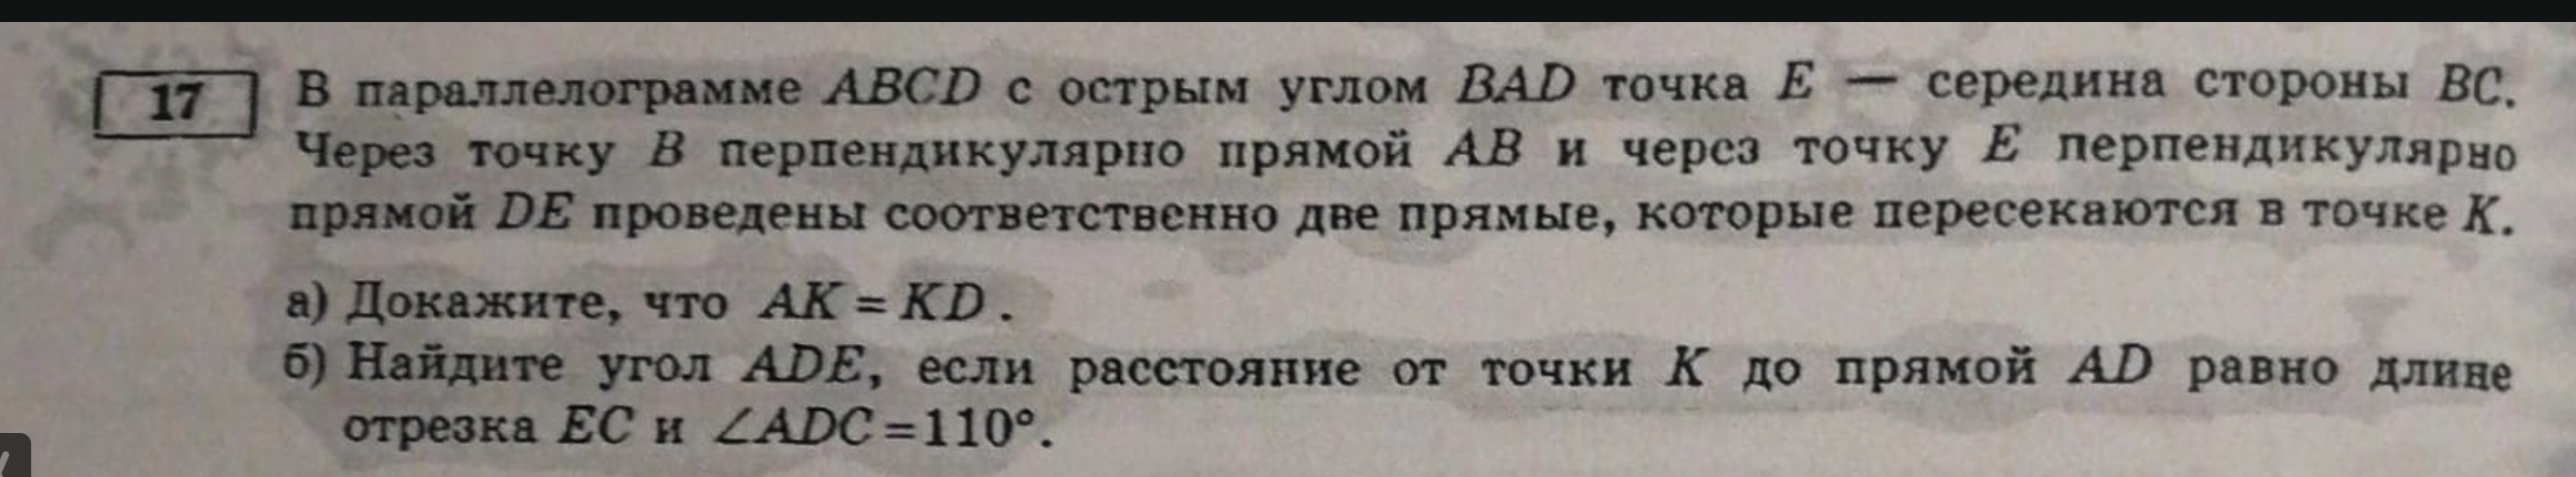 17 В параллелограмме ABCD с острым углом BAD точка E — середина стороны BC.
Через точку B перпендикулярно прямой AB и через точку E перпендикулярно
прямой DE проведены соответственно две прямые, которые пересекаются в точке K.
а) Докажите, что AK = KD.
б) Найдите угол ADE, если расстояние от точки K до прямой AD равно длине
отрезка EC и ∠ADC=110°.